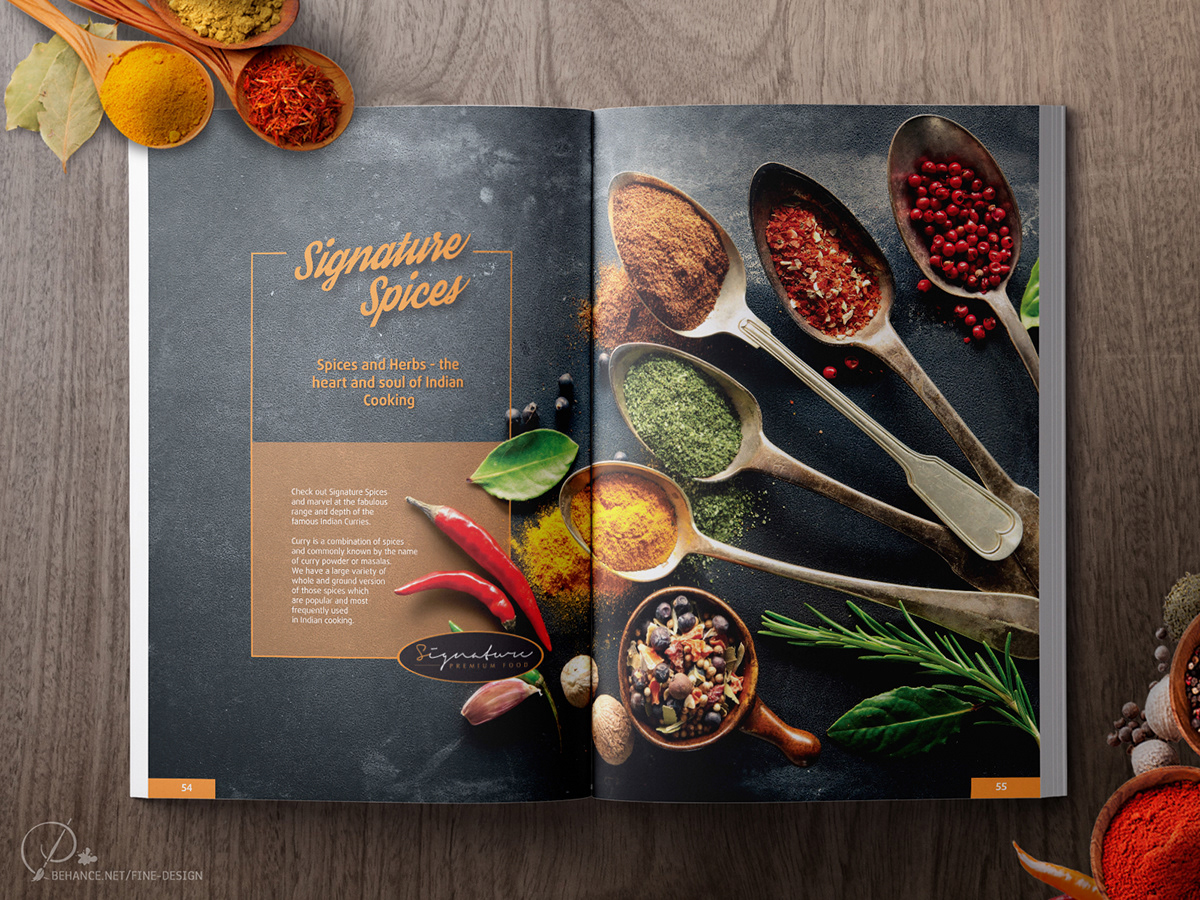 Signature
Spices
Spices and Herbs - the
heart and soul of Indian
Cooking
Check out Signature Spices
and marvel at the fabulous
range and depth of the
famous Indian Curries.
Curry is a combination of spices
and commonly known by the name
of curry powder or masalas.
We have a large variety of
whole and ground version
of those spices which
are popular and most
frequently used
in Indian cooking.
Signature
PREMIUM FOOD
54
55
BEHANCE.NET/FINE-DESIGN